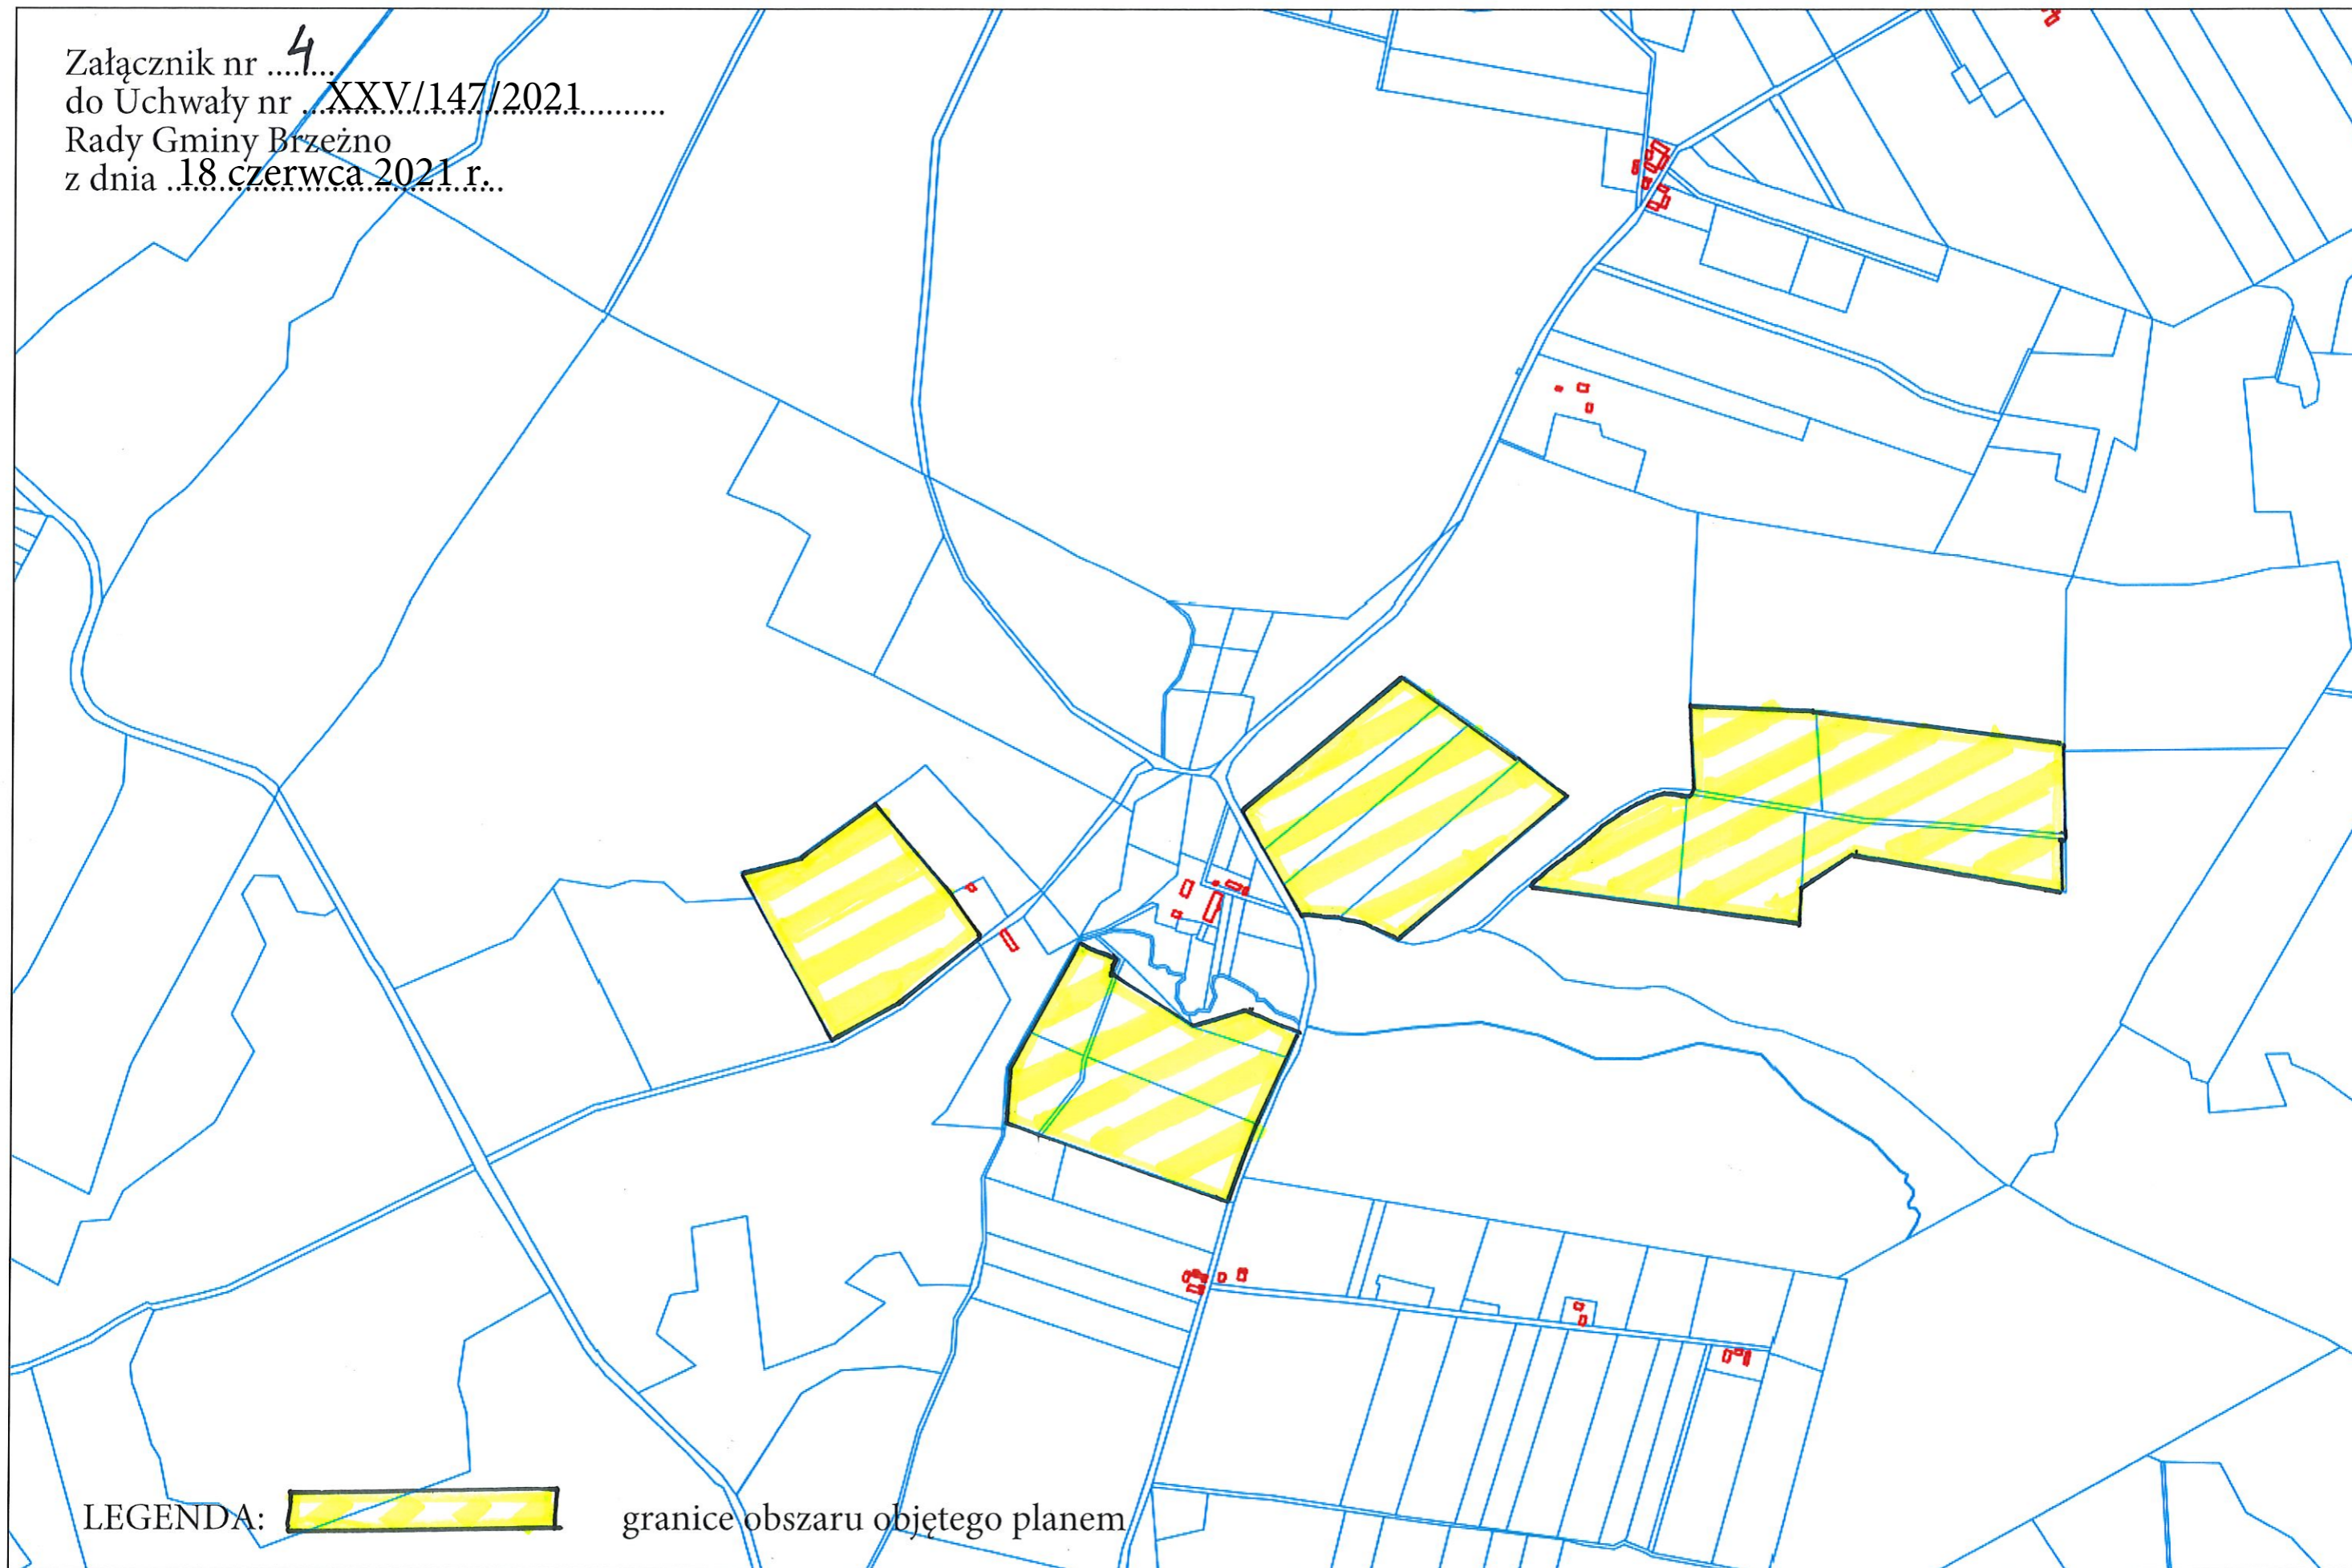 Załącznik nr ....4....
do Uchwały nr ...XXV/147/2021.........
Rady Gminy Brzeżno
z dnia ..18 czerwca 2021 r...
LEGENDA: granice obszaru objętego planem